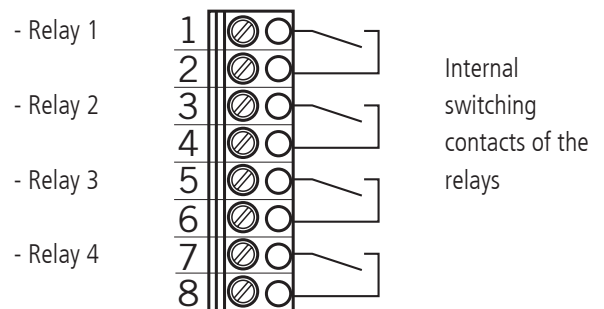 - Relay 1
1
2
- Relay 2
3
4
- Relay 3
5
6
- Relay 4
7
8
Internal
switching
contacts of the
relays